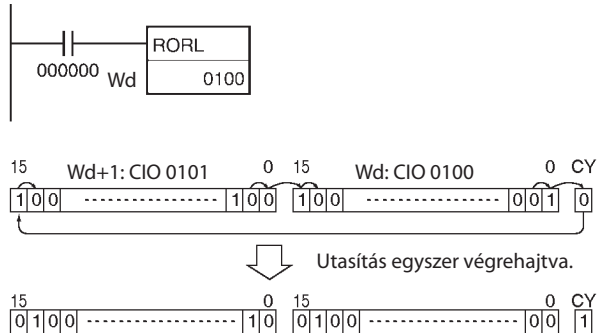 RORL
000000 Wd 0100
15 Wd+1: CIO 0101 0 15 Wd: CIO 0100 0 CY
1 0 0 1 0 0 1 0 0 0 0 1 0
Utasítás egyszer végrehajtva.
15 0 15 0 CY
0 1 0 0 1 0 0 1 0 0 0 0 1